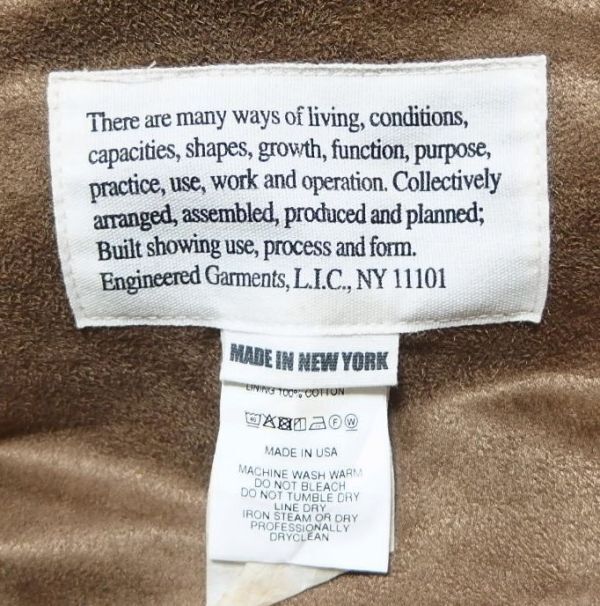 There are many ways of living, conditions,
capacities, shapes, growth, function, purpose,
practice, use, work and operation. Collectively
arranged, assembled, produced and planned;
Built showing use, process and form.
Engineered Garments, L.I.C., NY 11101
MADE IN NEW YORK
LINING 100% COTTON
MADE IN USA
MACHINE WASH WARM
DO NOT BLEACH
DO NOT TUMBLE DRY
LINE DRY
IRON STEAM OR DRY
PROFESSIONALLY
DRYCLEAN